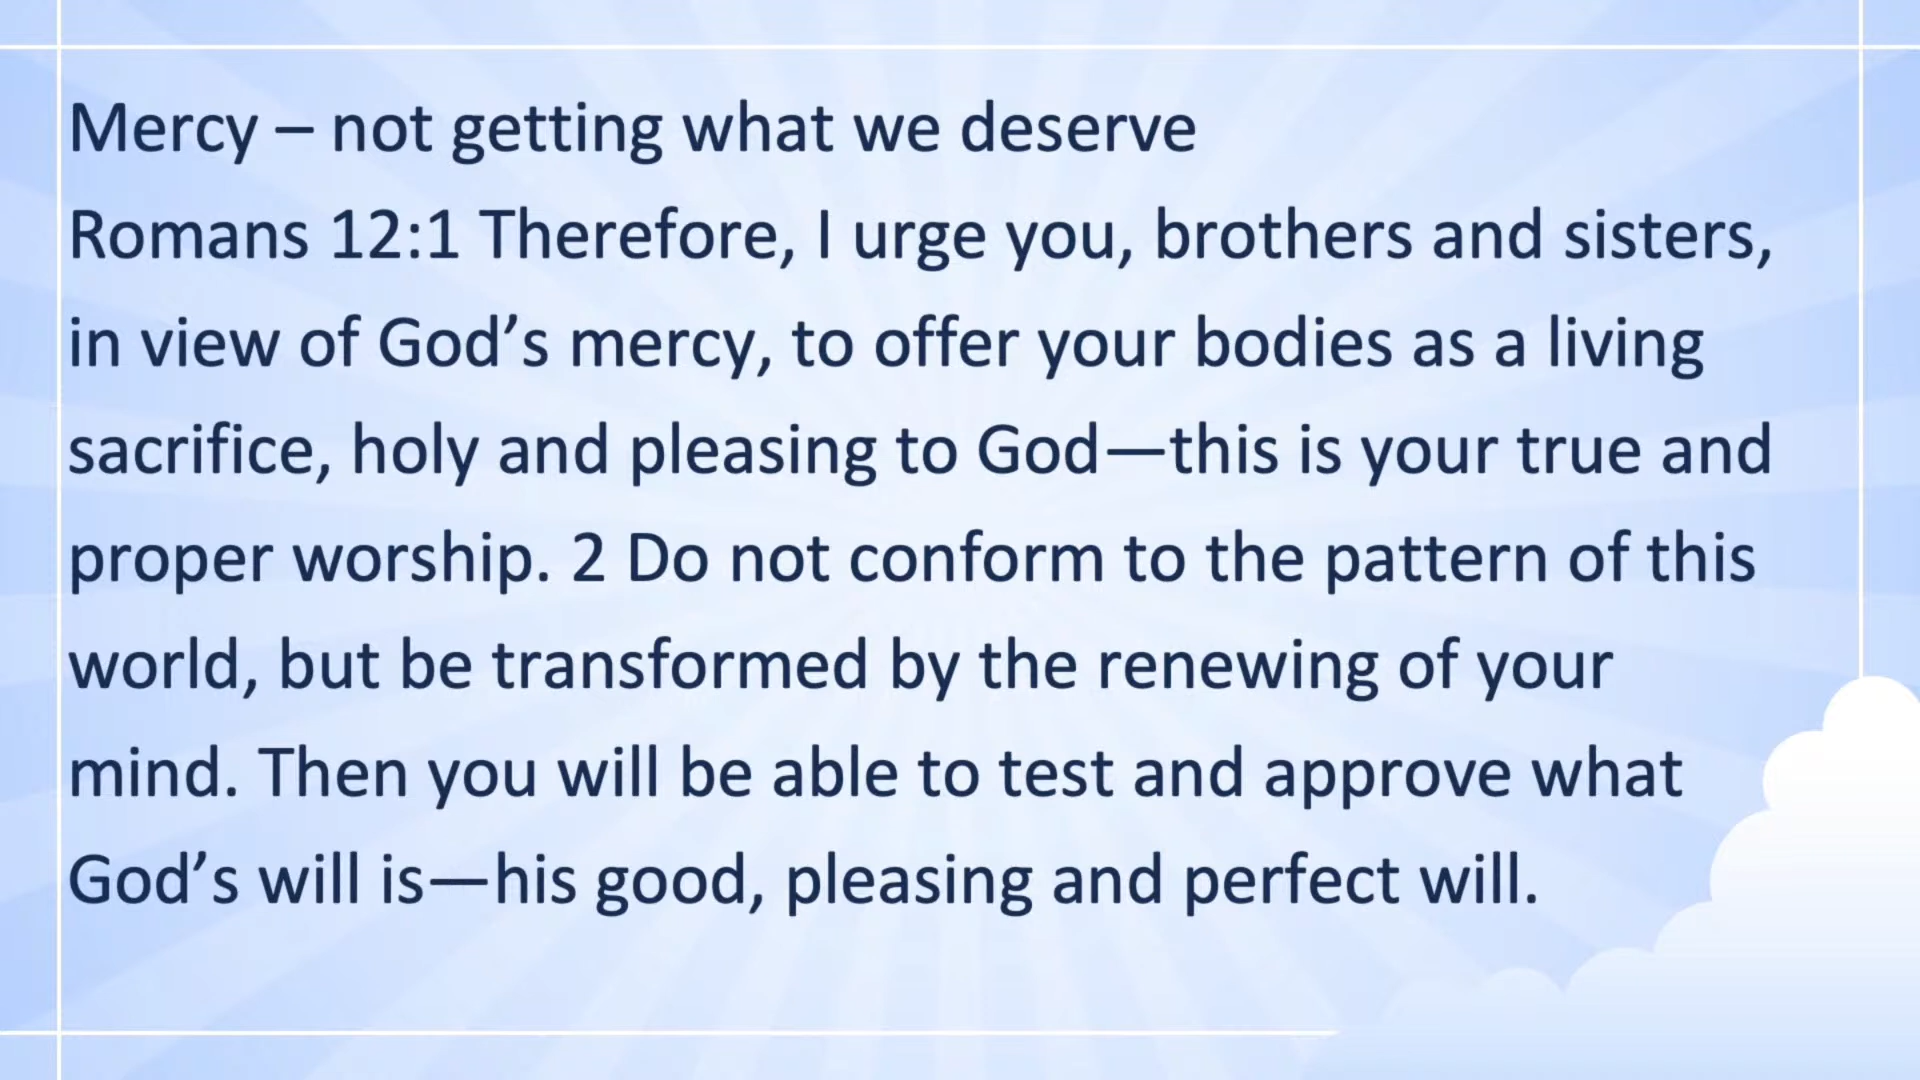 Mercy – not getting what we deserve
Romans 12:1 Therefore, I urge you, brothers and sisters,
in view of God’s mercy, to offer your bodies as a living
sacrifice, holy and pleasing to God—this is your true and
proper worship. 2 Do not conform to the pattern of this
world, but be transformed by the renewing of your
mind. Then you will be able to test and approve what
God’s will is—his good, pleasing and perfect will.